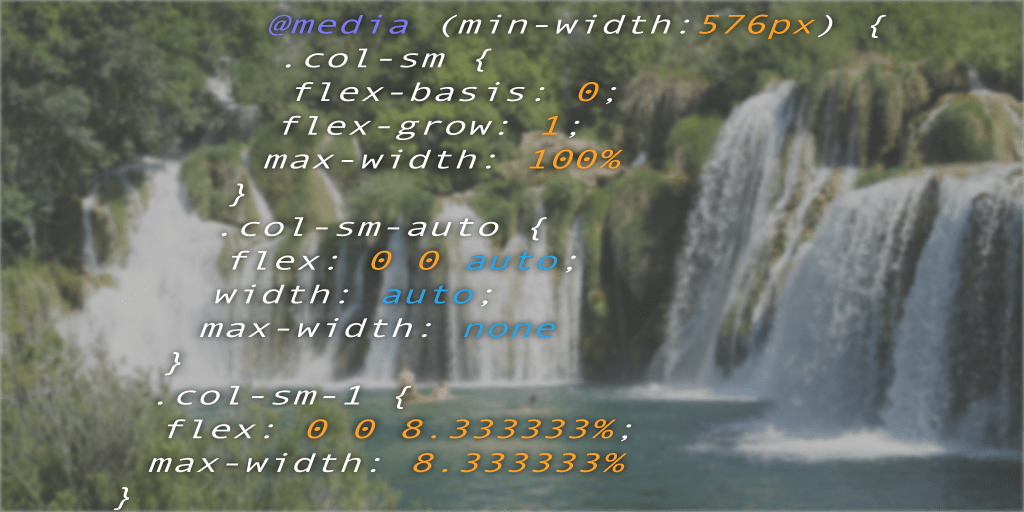 @media (min-width:576px) {
.col-sm {
flex-basis: 0;
flex-grow: 1;
max-width: 100%
}
.col-sm-auto {
flex: 0 0 auto;
width: auto;
max-width: none
}
.col-sm-1 {
flex: 0 0 8.333333%;
max-width: 8.333333%
}